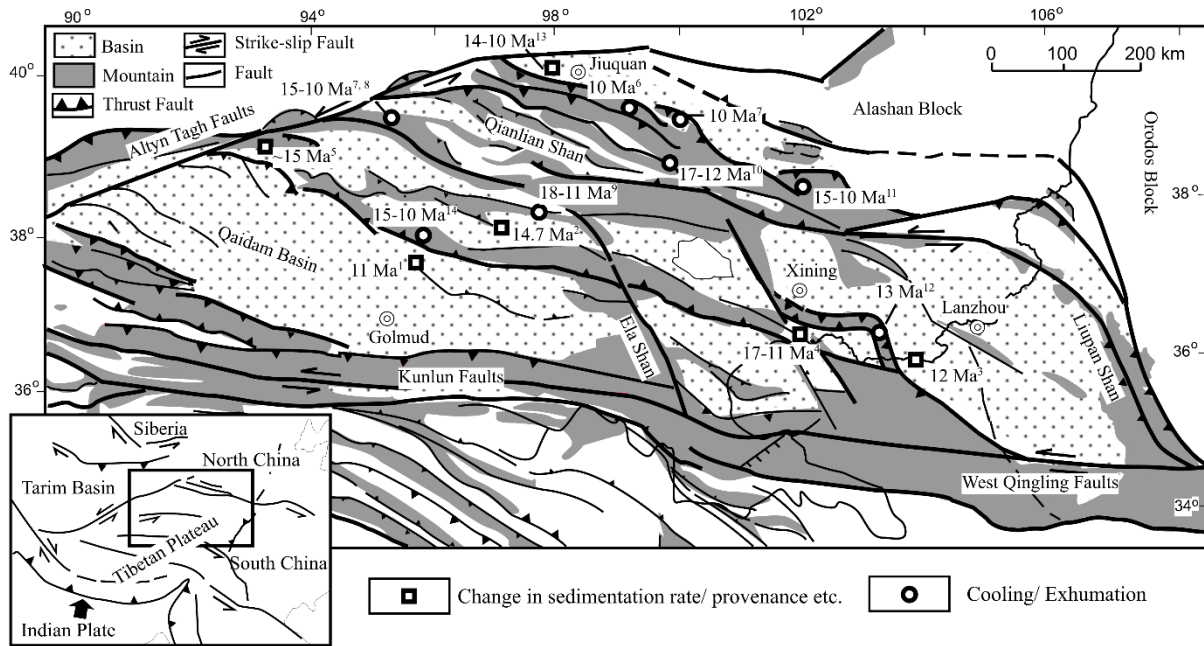 90°
94°
98°
102°
106°
Basin
Strike-slip Fault
Mountain
Fault
Thrust Fault
0 100 200 km
40°
14-10 Ma¹³
Jiuquan
10 Ma⁶
15-10 Ma⁷˒ ⁸
10 Ma⁷
Alashan Block
Orodos Block
Altyn Tagh Faults
Qianlian Shan
~15 Ma⁵
17-12 Ma¹⁰
15-10 Ma¹¹
38°
18-11 Ma⁹
15-10 Ma¹⁴
14.7 Ma²
38°
Qaidam Basin
11 Ma¹
Xining
13 Ma¹²
Lanzhou
Golmud
Ela Shan
17-11 Ma⁴
12 Ma³
Liupan Shan
36°
36°
Kunlun Faults
West Qingling Faults
34°
Siberia
North China
Tarim Basin
Tibetan Plateau
South China
Indian Plate
Change in sedimentation rate/ provenance etc.
Cooling/ Exhumation